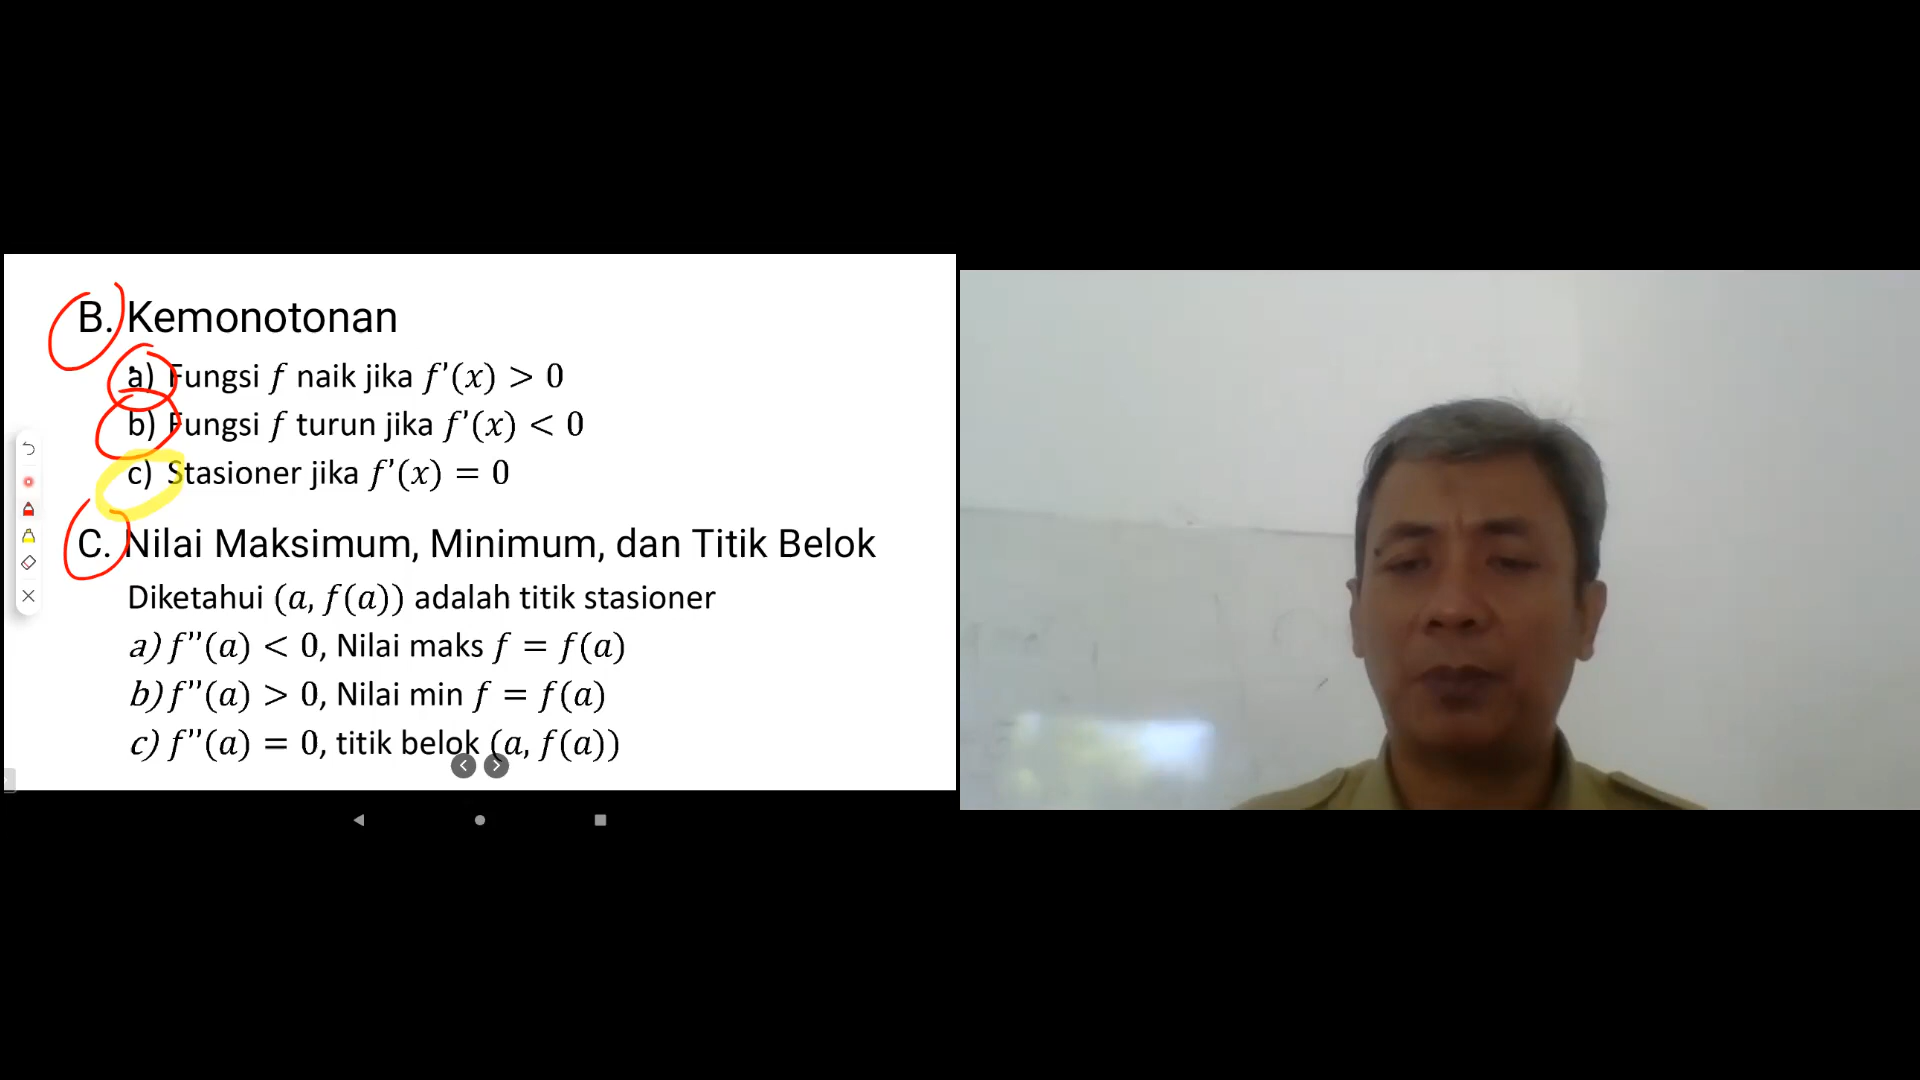 B. Kemonotonan
a) Fungsi f naik jika f'(x) > 0
b) Fungsi f turun jika f'(x) < 0
c) Stasioner jika f'(x) = 0
C. Nilai Maksimum, Minimum, dan Titik Belok
Diketahui (a, f(a)) adalah titik stasioner
a) f''(a) < 0, Nilai maks f = f(a)
b) f''(a) > 0, Nilai min f = f(a)
c) f''(a) = 0, titik belok (a, f(a))